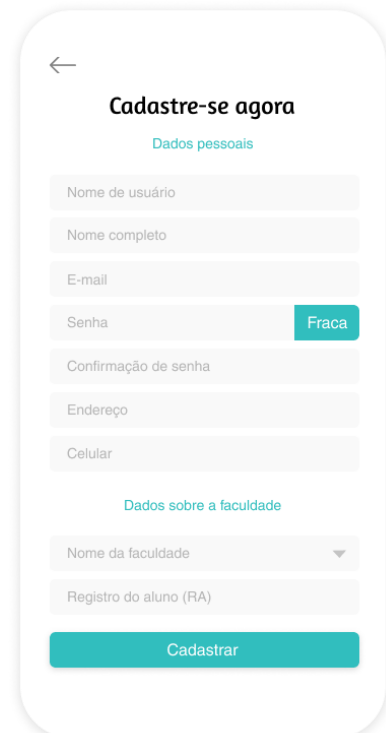 Cadastre-se agora
Dados pessoais
Nome de usuário
Nome completo
E-mail
Senha
Fraca
Confirmação de senha
Endereço
Celular
Dados sobre a faculdade
Nome da faculdade
Registro do aluno (RA)
Cadastrar